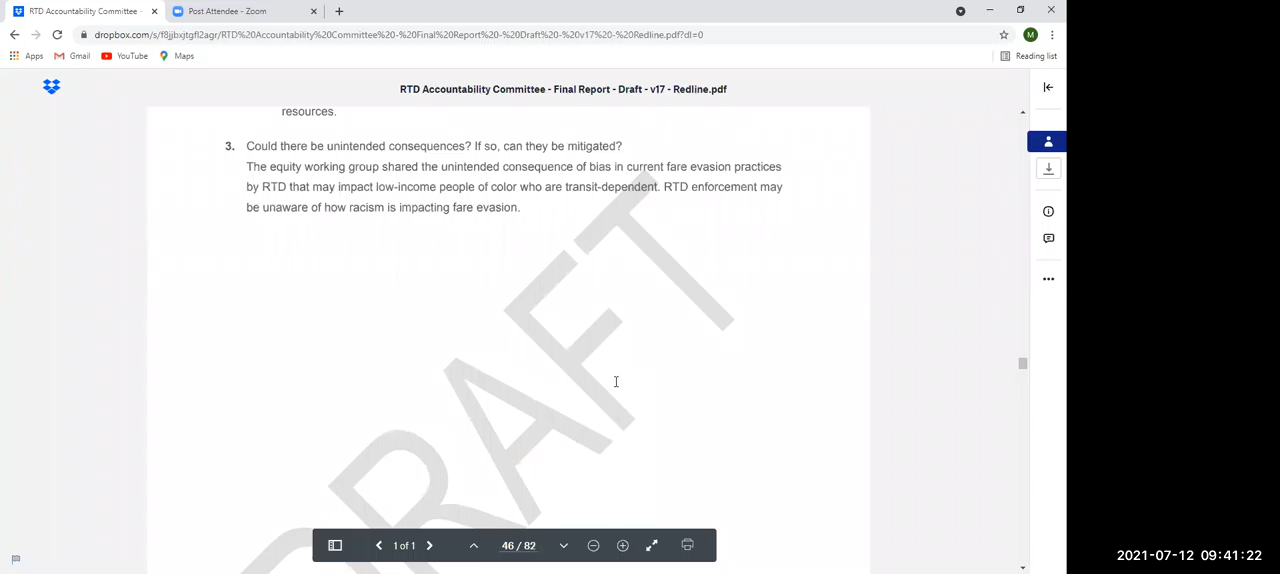 RTD Accountability Committee -
Post Attendee - Zoom
dropbox.com/s/f8jjbxjtgfl2agr/RTD%20Accountability%20Committee%20-%20Final%20Report%20-%20Draft%20-%20v17%20-%20Redline.pdf?dl=0
M
Apps Gmail YouTube Maps Reading list
RTD Accountability Committee - Final Report - Draft - v17 - Redline.pdf
resources.
3. Could there be unintended consequences? If so, can they be mitigated?
The equity working group shared the unintended consequence of bias in current fare evasion practices
by RTD that may impact low-income people of color who are transit-dependent. RTD enforcement may
be unaware of how racism is impacting fare evasion.
DRAFT
1 of 1 46 / 82
2021-07-12 09:41:22